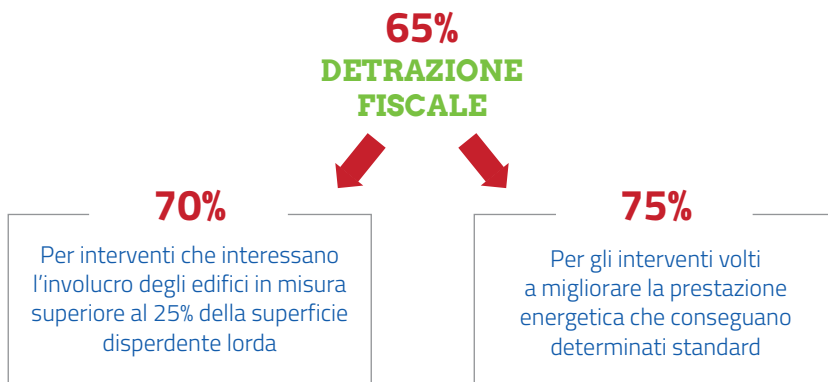 65%
DETRAZIONE
FISCALE
70%
Per interventi che interessano
l’involucro degli edifici in misura
superiore al 25% della superficie
disperdente lorda
75%
Per gli interventi volti
a migliorare la prestazione
energetica che conseguano
determinati standard